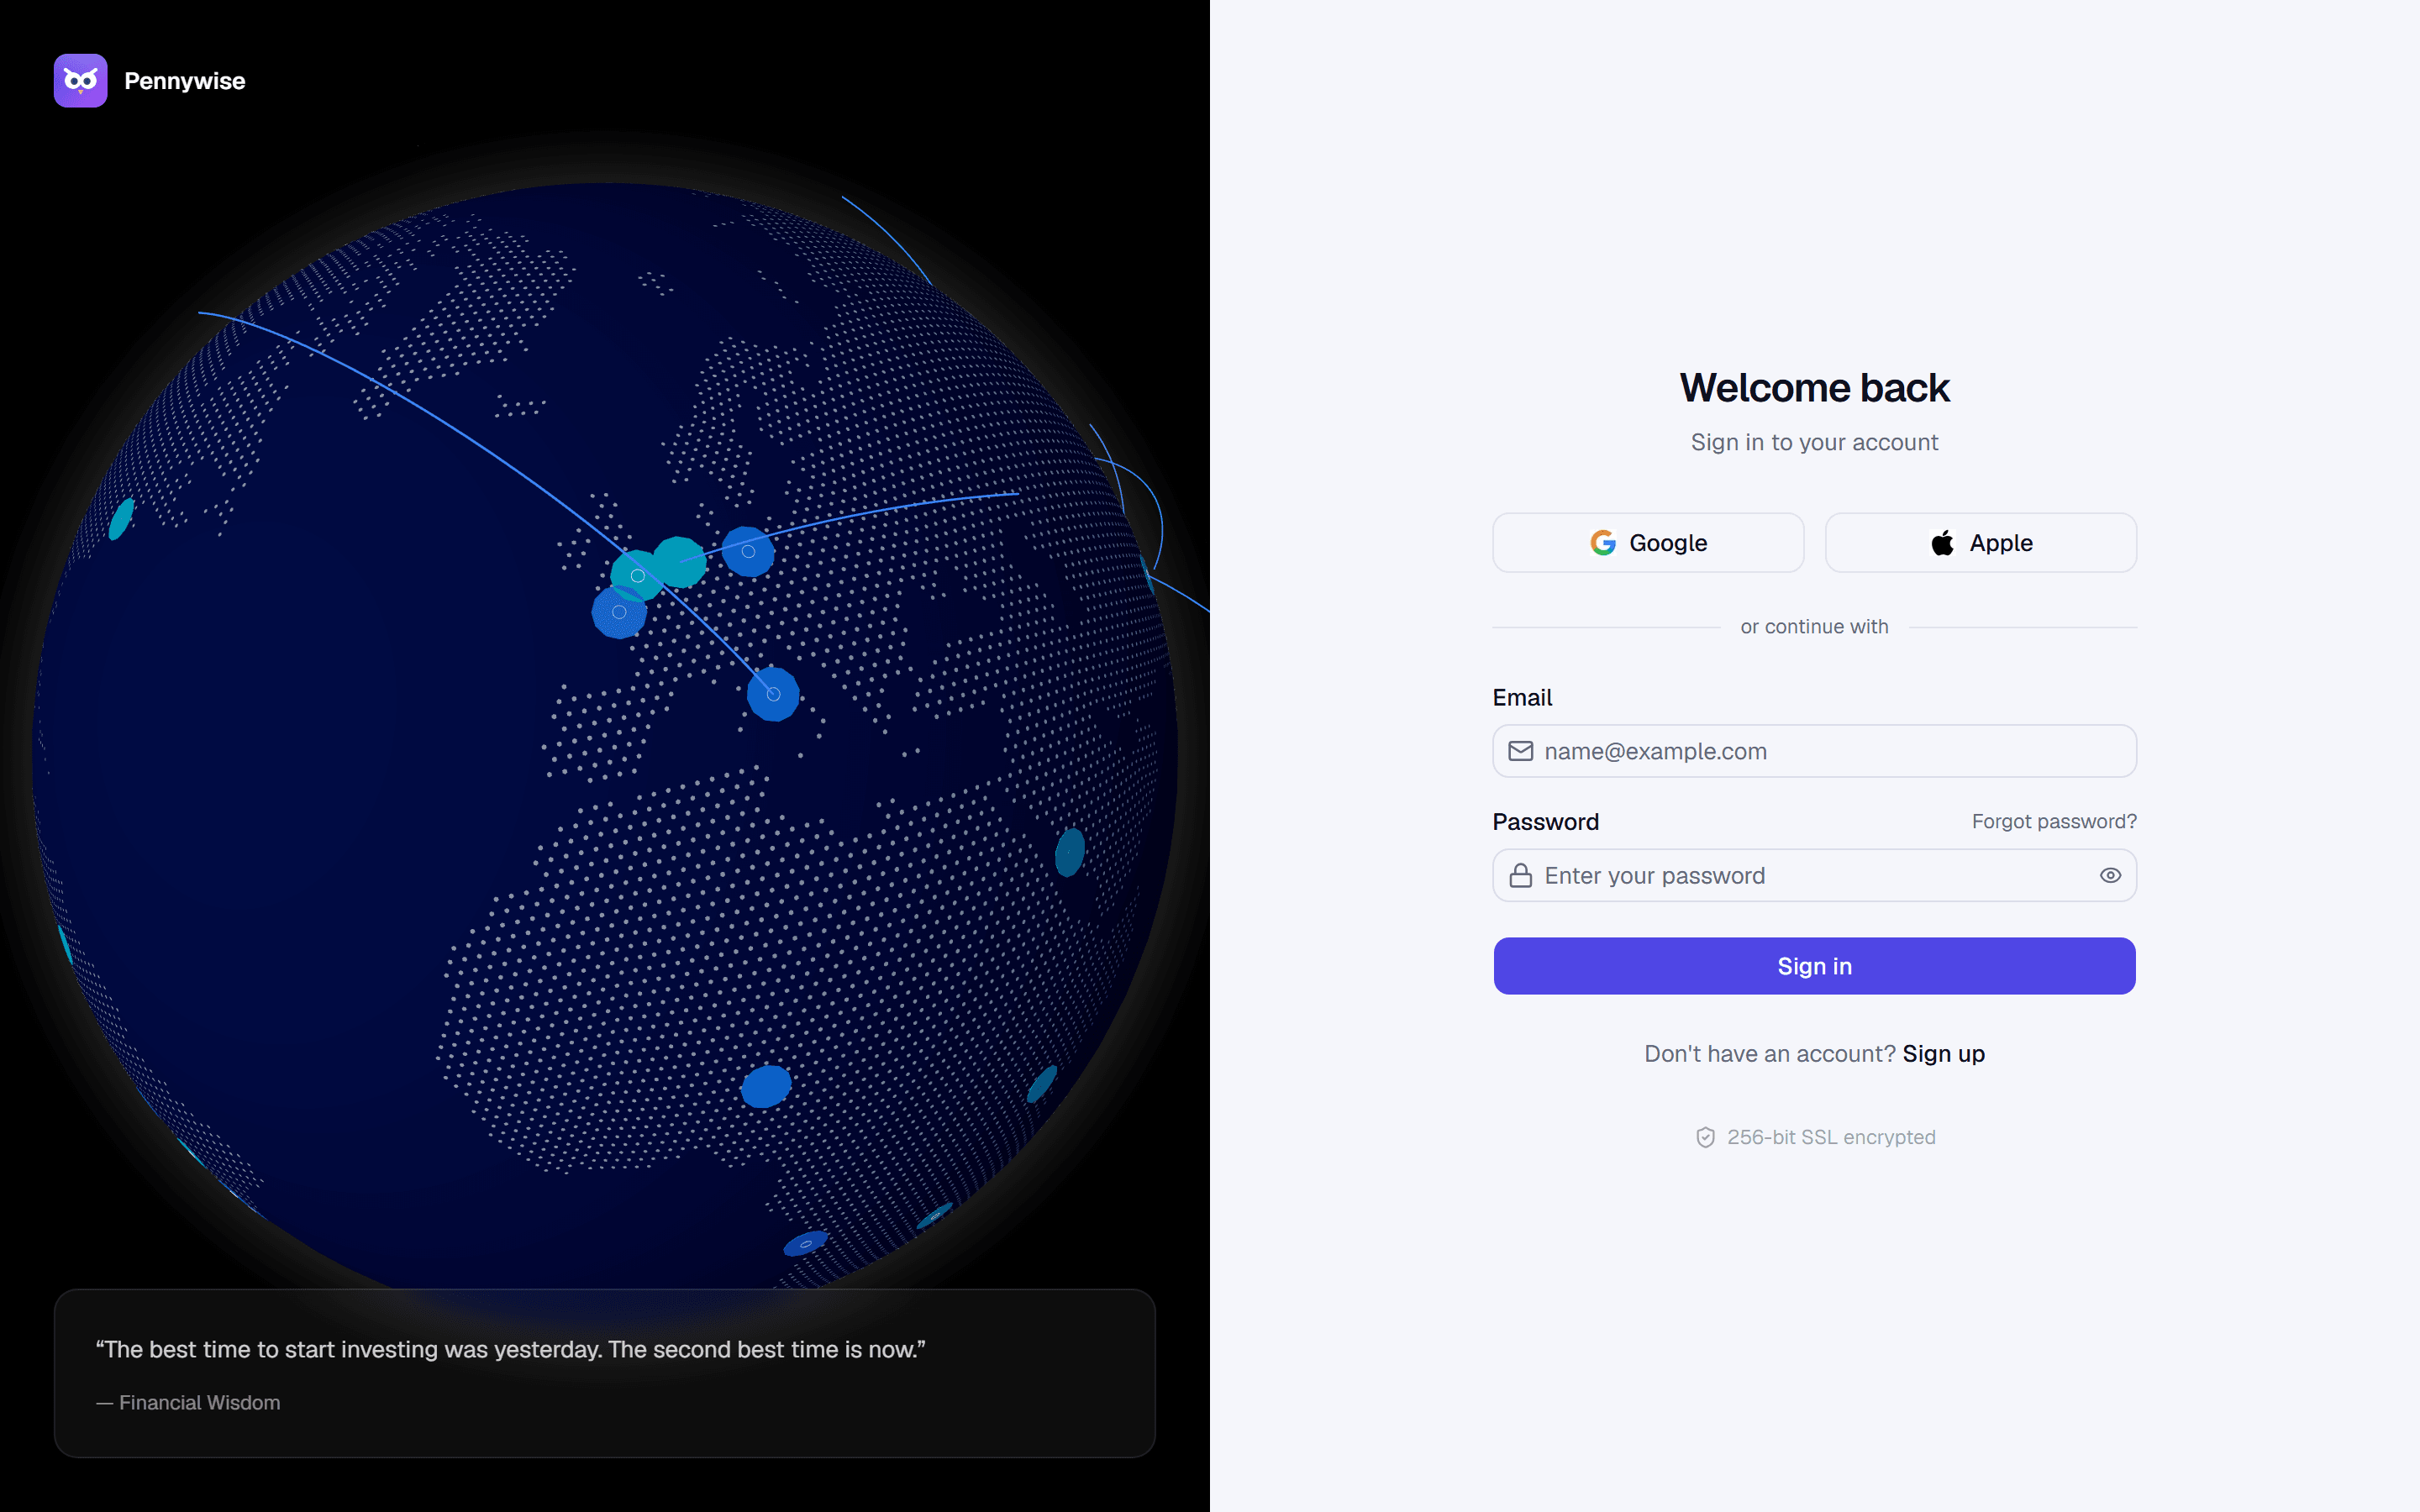 Pennywise
“The best time to start investing was yesterday. The second best time is now.”
— Financial Wisdom
Welcome back
Sign in to your account
Google
Apple
or continue with
Email
name@example.com
Password
Forgot password?
Enter your password
Sign in
Don't have an account? Sign up
256-bit SSL encrypted